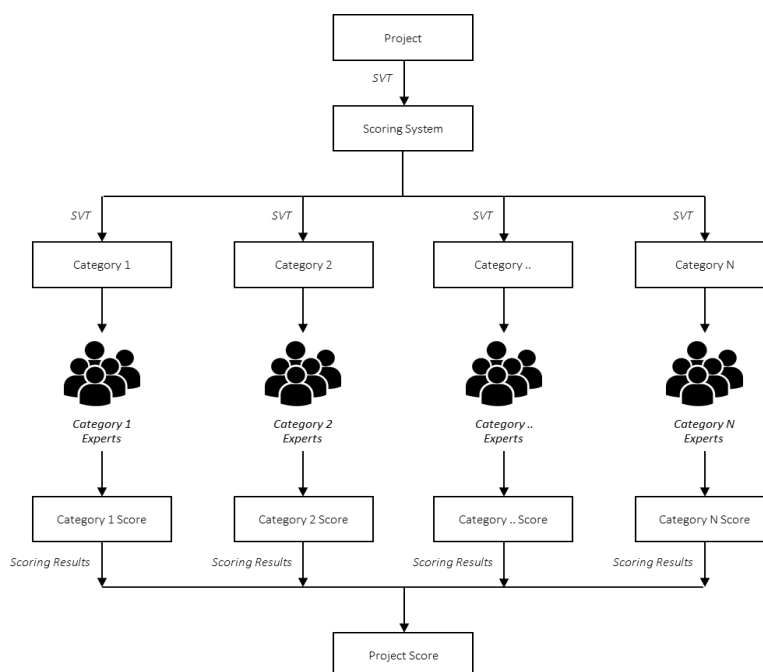 Project
SVT
Scoring System
SVT
SVT
SVT
SVT
Category 1
Category 2
Category ..
Category N
Category 1
Experts
Category 2
Experts
Category ..
Experts
Category N
Experts
Category 1 Score
Category 2 Score
Category .. Score
Category N Score
Scoring Results
Scoring Results
Scoring Results
Scoring Results
Project Score